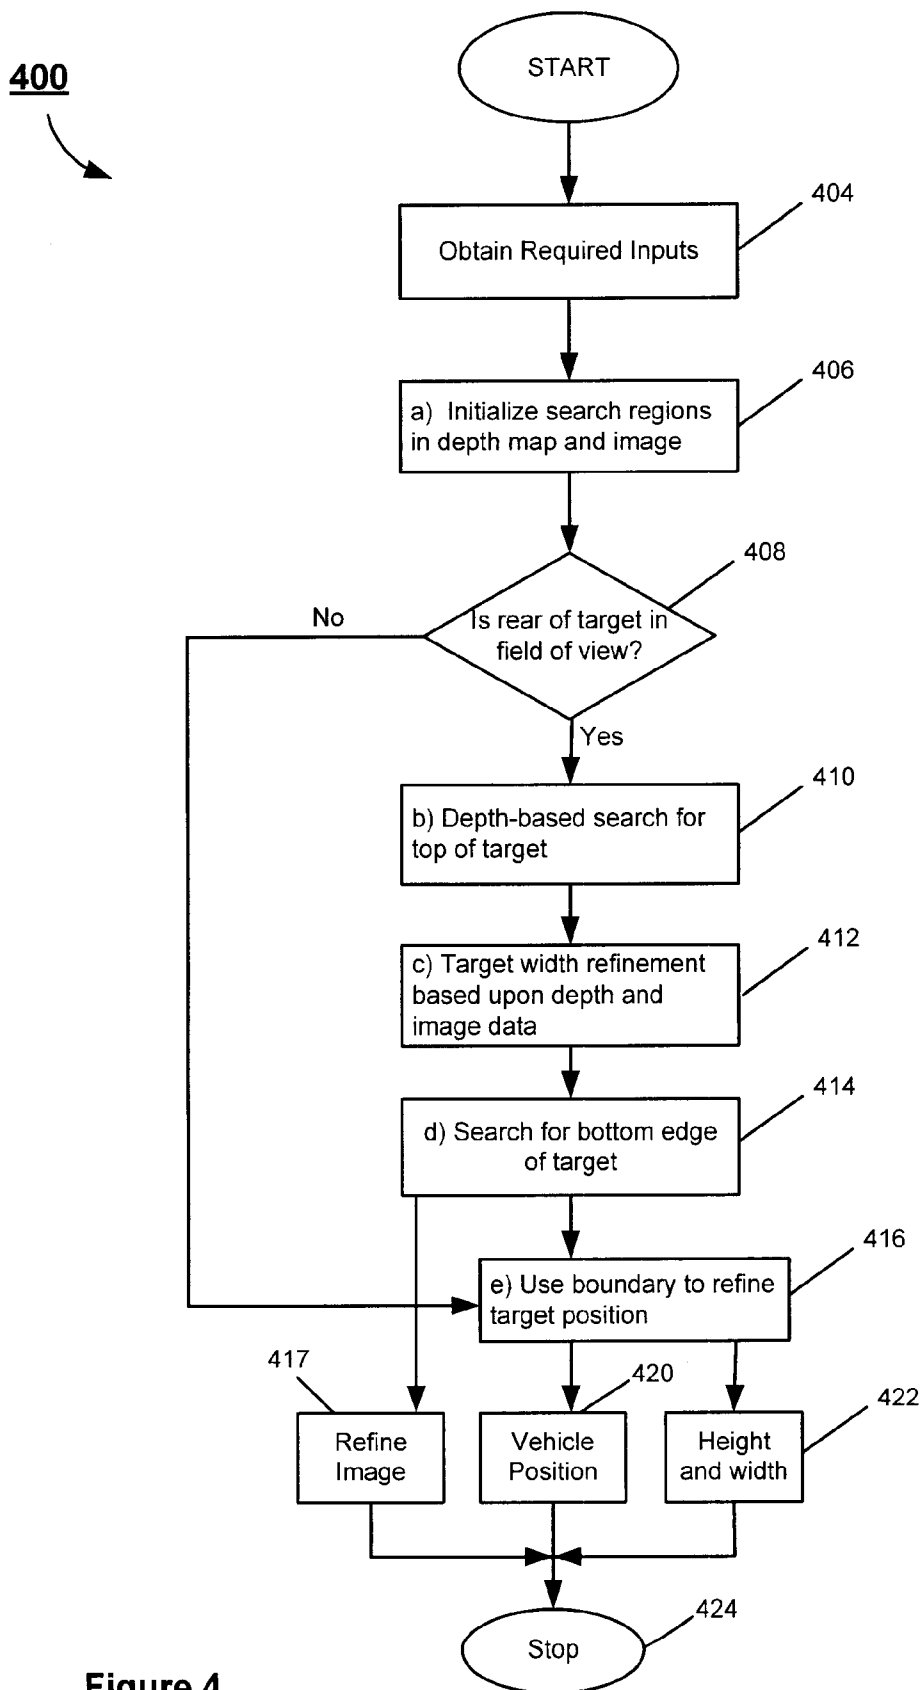 400
START
404
Obtain Required Inputs
406
a) Initialize search regions
in depth map and image
408
Is rear of target in
field of view?
No
Yes
410
b) Depth-based search for
top of target
412
c) Target width refinement
based upon depth and
image data
414
d) Search for bottom edge
of target
416
e) Use boundary to refine
target position
417
Refine
Image
420
Vehicle
Position
422
Height
and width
424
Stop
Figure 4